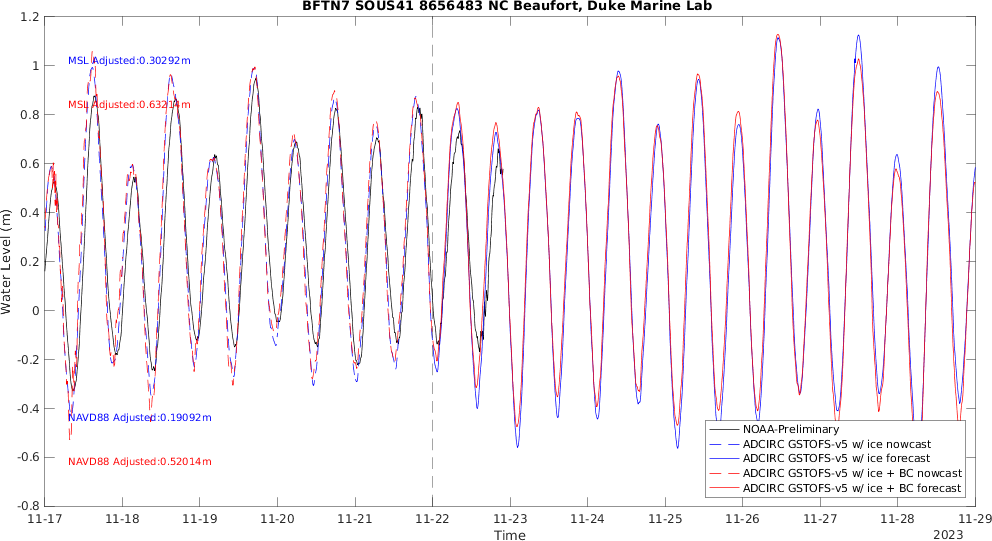 BFTN7 SOUS41 8656483 NC Beaufort, Duke Marine Lab
1.2
1
0.8
0.6
0.4
0.2
0
-0.2
-0.4
-0.6
-0.8
Water Level (m)
MSL Adjusted:0.30292m
MSL Adjusted:0.63214m
NAVD88 Adjusted:0.19092m
NAVD88 Adjusted:0.52014m
NOAA-Preliminary
ADCIRC GSTOFS-v5 w/ ice nowcast
ADCIRC GSTOFS-v5 w/ ice forecast
ADCIRC GSTOFS-v5 w/ ice + BC nowcast
ADCIRC GSTOFS-v5 w/ ice + BC forecast
11-17 11-18 11-19 11-20 11-21 11-22 11-23 11-24 11-25 11-26 11-27 11-28 11-29
Time
2023